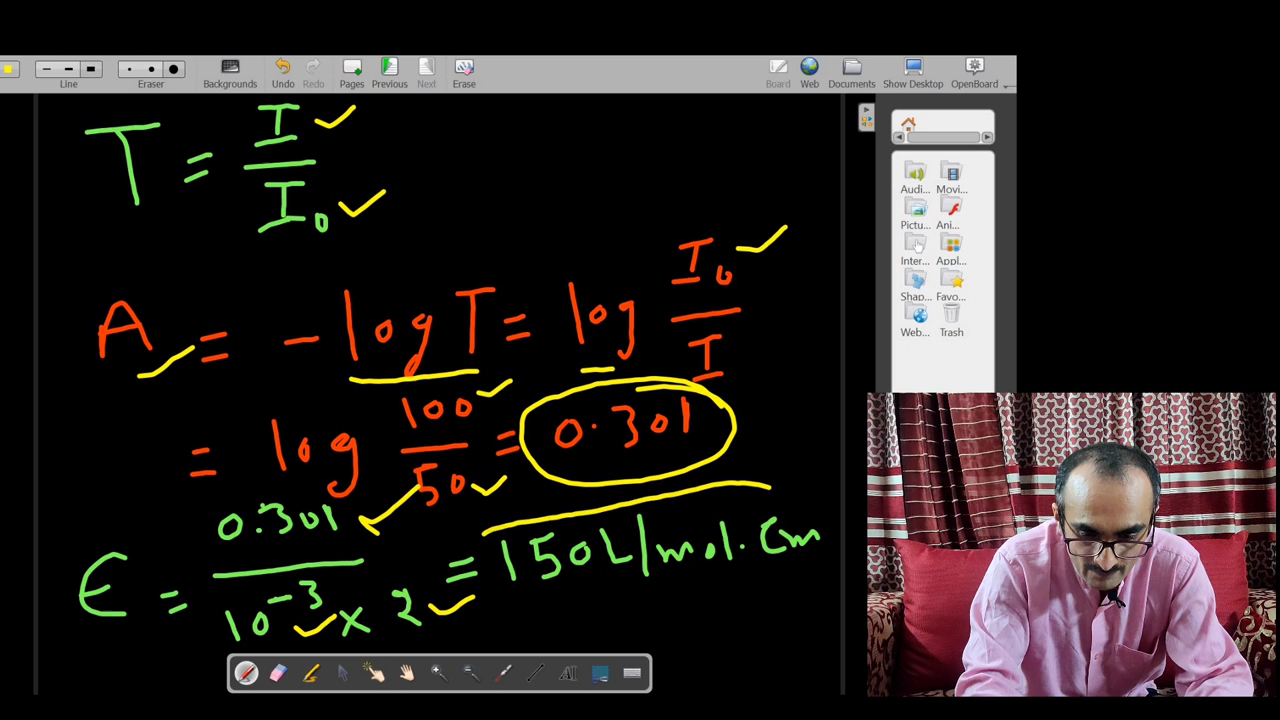 Line Eraser Backgrounds Undo Redo Pages Previous Next Erase Board Web Documents Show Desktop OpenBoard
T = I / I₀
A = - log T = log I₀ / I
= log 100 / 50 = 0.301
ϵ = 0.301 / 10⁻³ × 2 = 150 L/mol.cm
Audi... Movi...
Pictu... Ani...
Inter... Appl...
Shap... Favo...
Web... Trash
AI